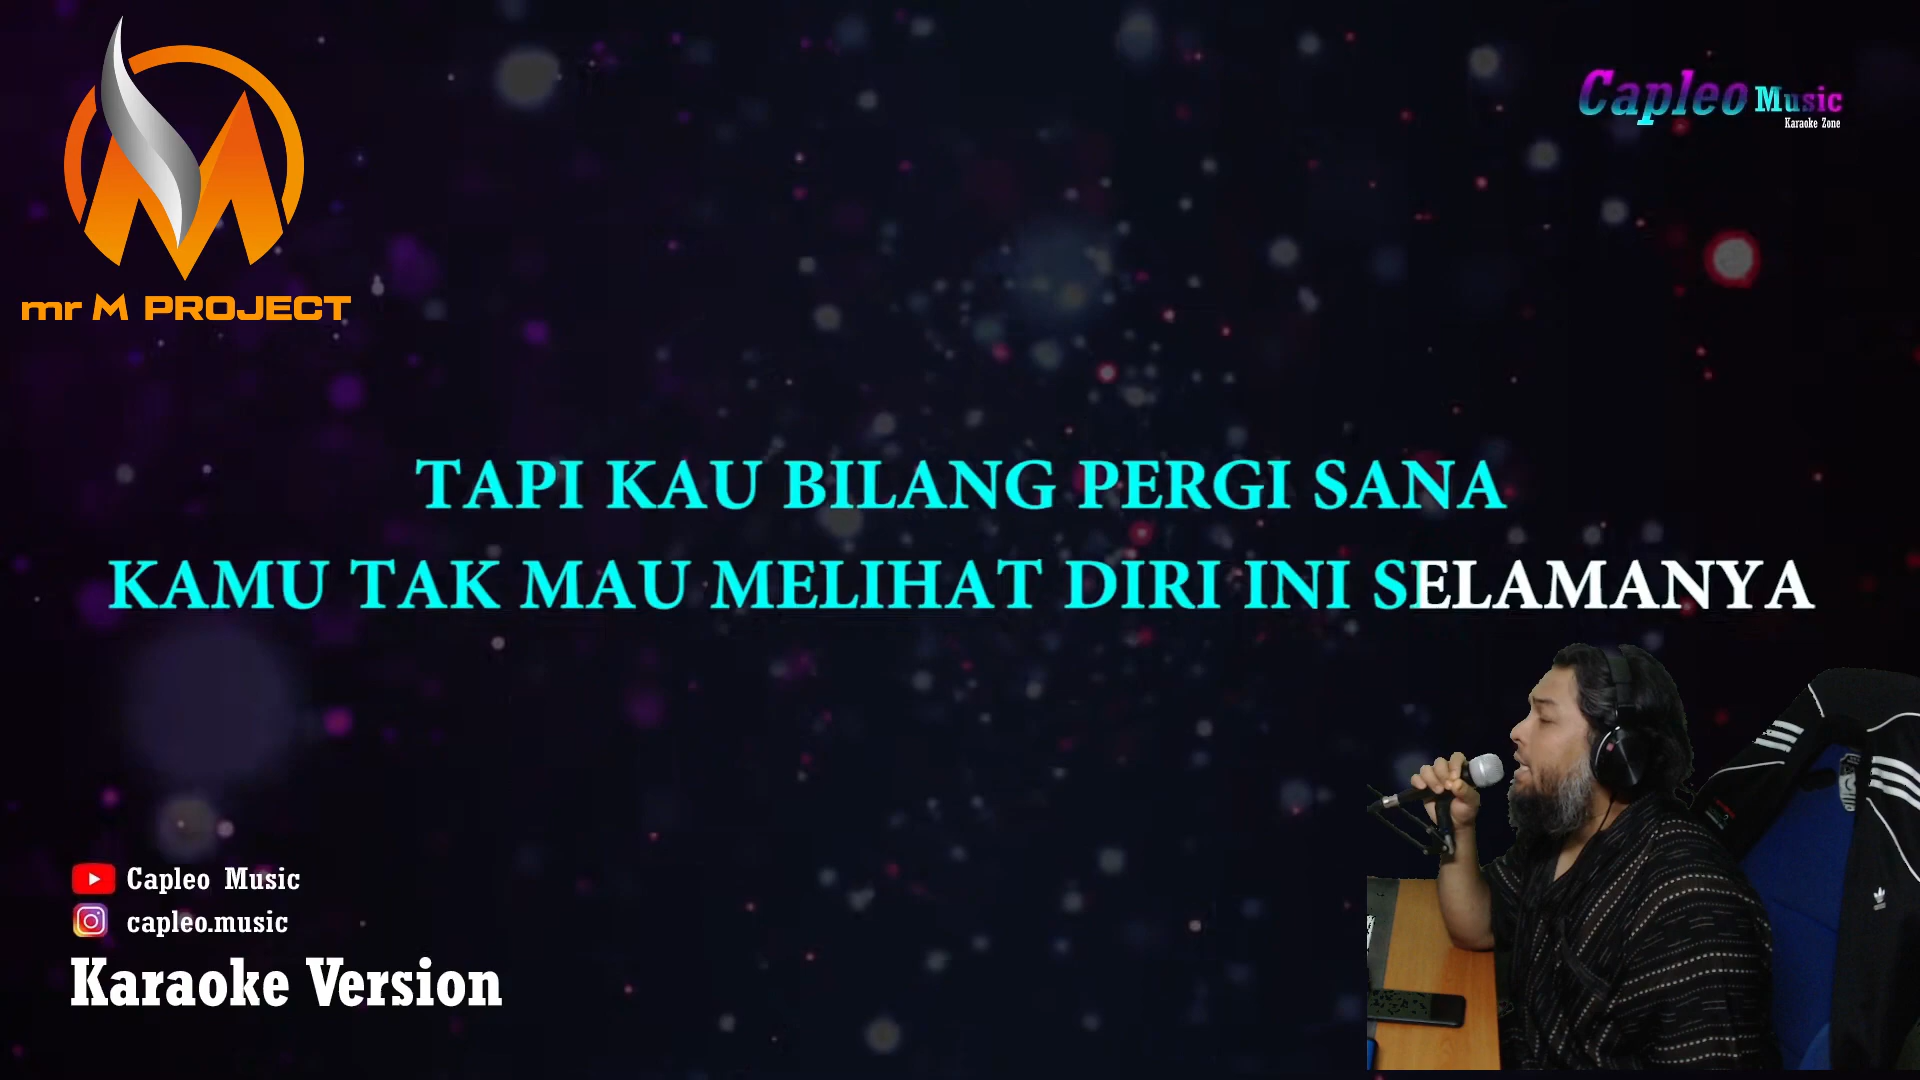 mr M PROJECT
Capleo Music
Karaoke Zone
TAPI KAU BILANG PERGI SANA
KAMU TAK MAU MELIHAT DIRI INI SELAMANYA
Capleo Music
capleo.music
Karaoke Version